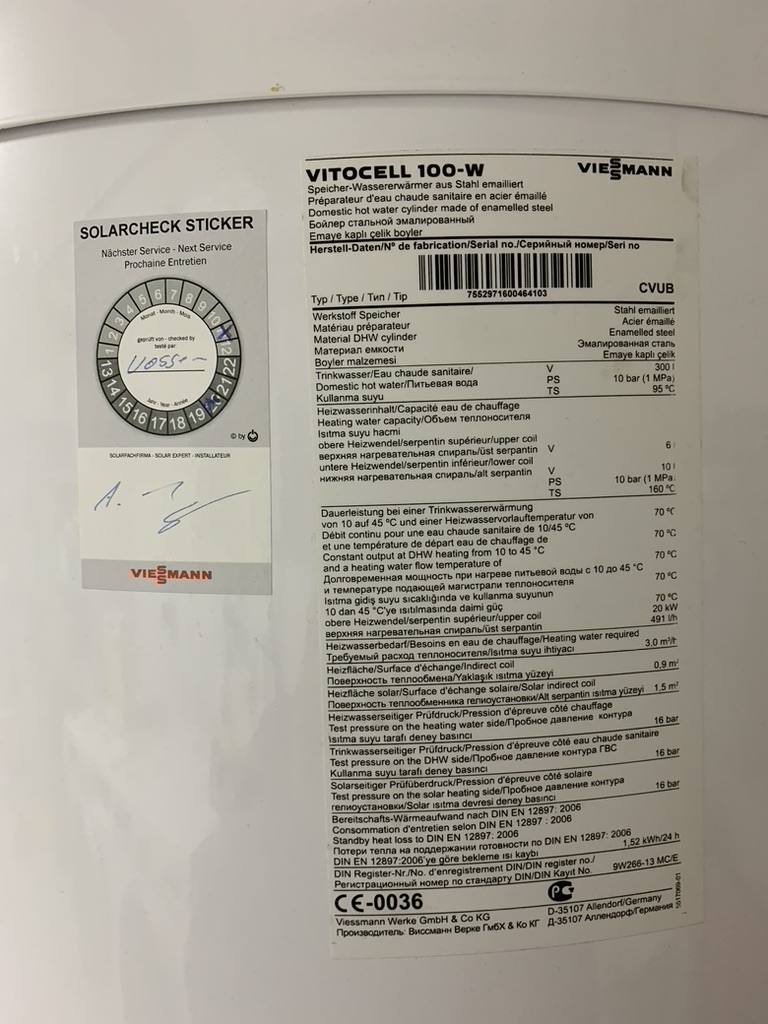 SOLARCHECK STICKER
Nächster Service - Next Service
Prochaine Entretien
1 2 3 4 5 6 7 8 9 10
Monat - Month - Mois
geprüft von - checked by
testé par:
Jahr - Year - Année
13 14 15 16 17 18 19 21 22
© by
SOLARFACHFIRMA - SOLAR EXPERT - INSTALLATEUR
A.
VIESSMANN
VITOCELL 100-W VIESSMANN
Speicher-Wassererwärmer aus Stahl emailliert
Préparateur d'eau chaude sanitaire en acier émaillé
Domestic hot water cylinder made of enamelled steel
Бойлер стальной эмалированный
Emaye kaplı çelik boyler
Herstell-Daten/N° de fabrication/Serial no./Серийный номер/Seri no
7552971600464103
Typ / Type / Тип / Tip CVUB
Werkstoff Speicher Stahl emailliert
Matériau préparateur Acier émaillé
Material DHW cylinder Enamelled steel
Материал емкости Эмалированная сталь
Boyler malzemesi Emaye kaplı çelik
Trinkwasser/Eau chaude sanitaire/ V 300 l
Domestic hot water/Питьевая вода PS 10 bar (1 MPa)
Kullanma suyu TS 95 °C
Heizwasserinhalt/Capacité eau de chauffage
Heating water capacity/Объем теплоносителя
Isıtma suyu hacmi
obere Heizwendel/serpentin supérieur/upper coil
верхняя нагревательная спираль/üst serpantin V 6 l
untere Heizwendel/serpentin inférieur/lower coil
нижняя нагревательная спираль/alt serpantin V 10 l
PS 10 bar (1 MPa)
TS 160 °C
Dauerleistung bei einer Trinkwassererwärmung
von 10 auf 45 °C und einer Heizwasservorlauftemperatur von 70 °C
Débit continu pour une eau chaude sanitaire de 10/45 °C
et une température de départ eau de chauffage de 70 °C
Constant output at DHW heating from 10 to 45 °C
and a heating water flow temperature of 70 °C
Долговременная мощность при нагреве питьевой воды с 10 до 45 °C
и температуре подающей магистрали теплоносителя 70 °C
Isıtma gidiş suyu sıcaklığında ve kullanma suyunun 70 °C
10 dan 45 °C'ye ısıtılmasında daimi güç 20 kW
obere Heizwendel/serpentin supérieur/upper coil 491 l/h
верхняя нагревательная спираль/üst serpantin
Heizwasserbedarf/Besoins en eau de chauffage/Heating water required
Требуемый расход теплоносителя/Isıtma suyu ihtiyacı 3,0 m³/h
Heizfläche/Surface d'échange/Indirect coil
Поверхность теплообмена/Yaklaşık ısıtma yüzeyi 0,9 m²
Heizfläche solar/Surface d'échange solaire/Solar indirect coil
Поверхность теплообменника гелиоустановки/Alt serpantin ısıtma yüzeyi 1,5 m²
Heizwasserseitiger Prüfdruck/Pression d'épreuve côté chauffage
Test pressure on the heating water side/Пробное давление контура 16 bar
Isıtma suyu tarafı deney basıncı
Trinkwasserseitiger Prüfdruck/Pression d'épreuve côté eau chaude sanitaire
Test pressure on the DHW side/Пробное давление контура ГВС 16 bar
Kullanma suyu tarafı deney basıncı
Solarseitiger Prüfüberdruck/Pression d'épreuve côté solaire
Test pressure on the solar heating side/Пробное давление контура 16 bar
гелиоустановки/Solar ısıtma devresi deney basıncı
Bereitschafts-Wärmeaufwand nach DIN EN 12897: 2006
Consommation d'entretien selon DIN EN 12897 : 2006
Standby heat loss to DIN EN 12897: 2006
Потери тепла на поддержании готовности по DIN EN 12897: 2006
DIN EN 12897:2006'ye göre bekleme ısı kaybı 1,52 kWh/24 h
DIN Register-Nr./No. d'enregistrement DIN/DIN register no./
Регистрационный номер по стандарту DIN/DIN Kayıt No. 9W266-13 MC/E
CE-0036
Viessmann Werke GmbH & Co KG D-35107 Allendorf/Germany
Производитель: Виссманн Верке ГмбХ & Ко КГ Д-35107 Аллендорф/Германия
5517069-01